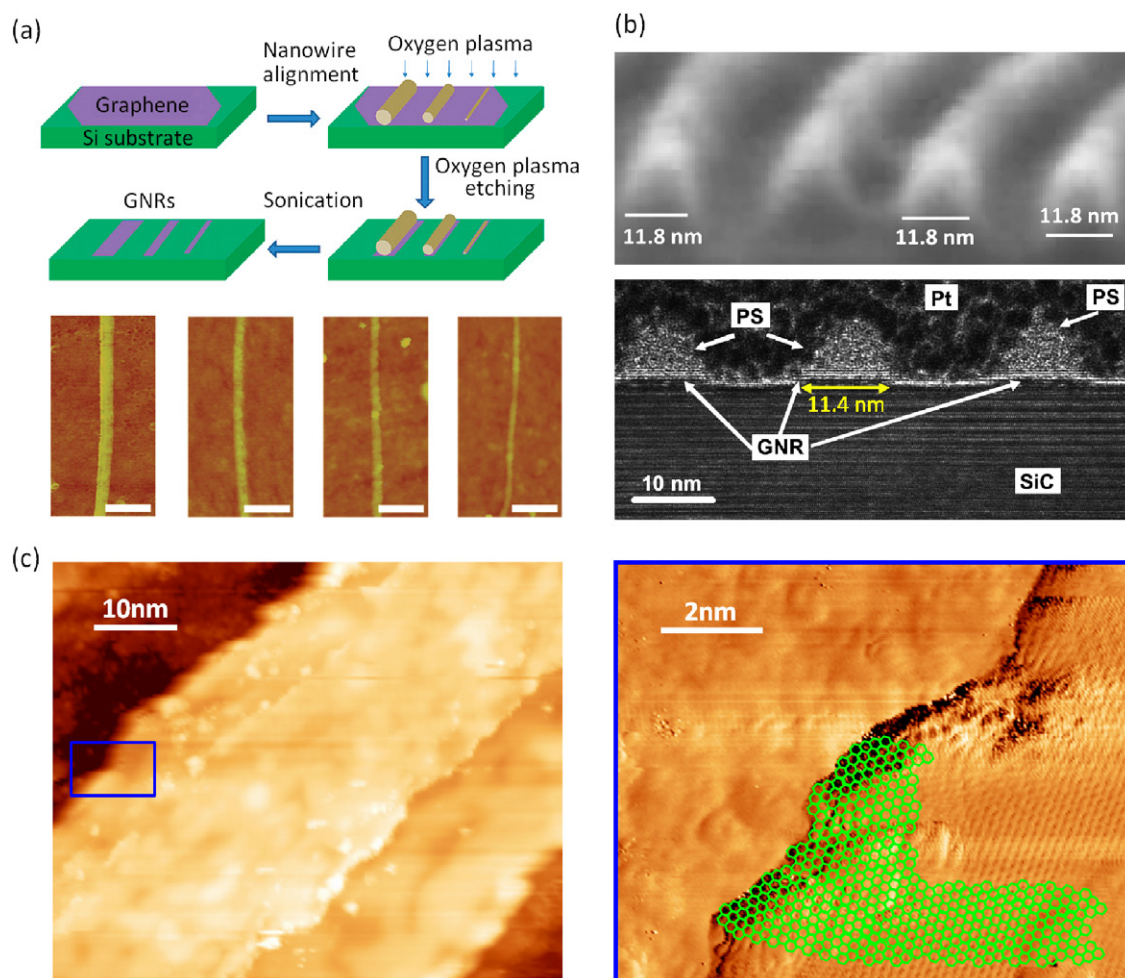 (a)
Nanowire
alignment
Oxygen plasma
Graphene
Si substrate
Oxygen plasma
etching
GNRs
Sonication
(b)
11.8 nm
11.8 nm
11.8 nm
PS
Pt
PS
11.4 nm
GNR
SiC
10 nm
(c)
10nm
2nm